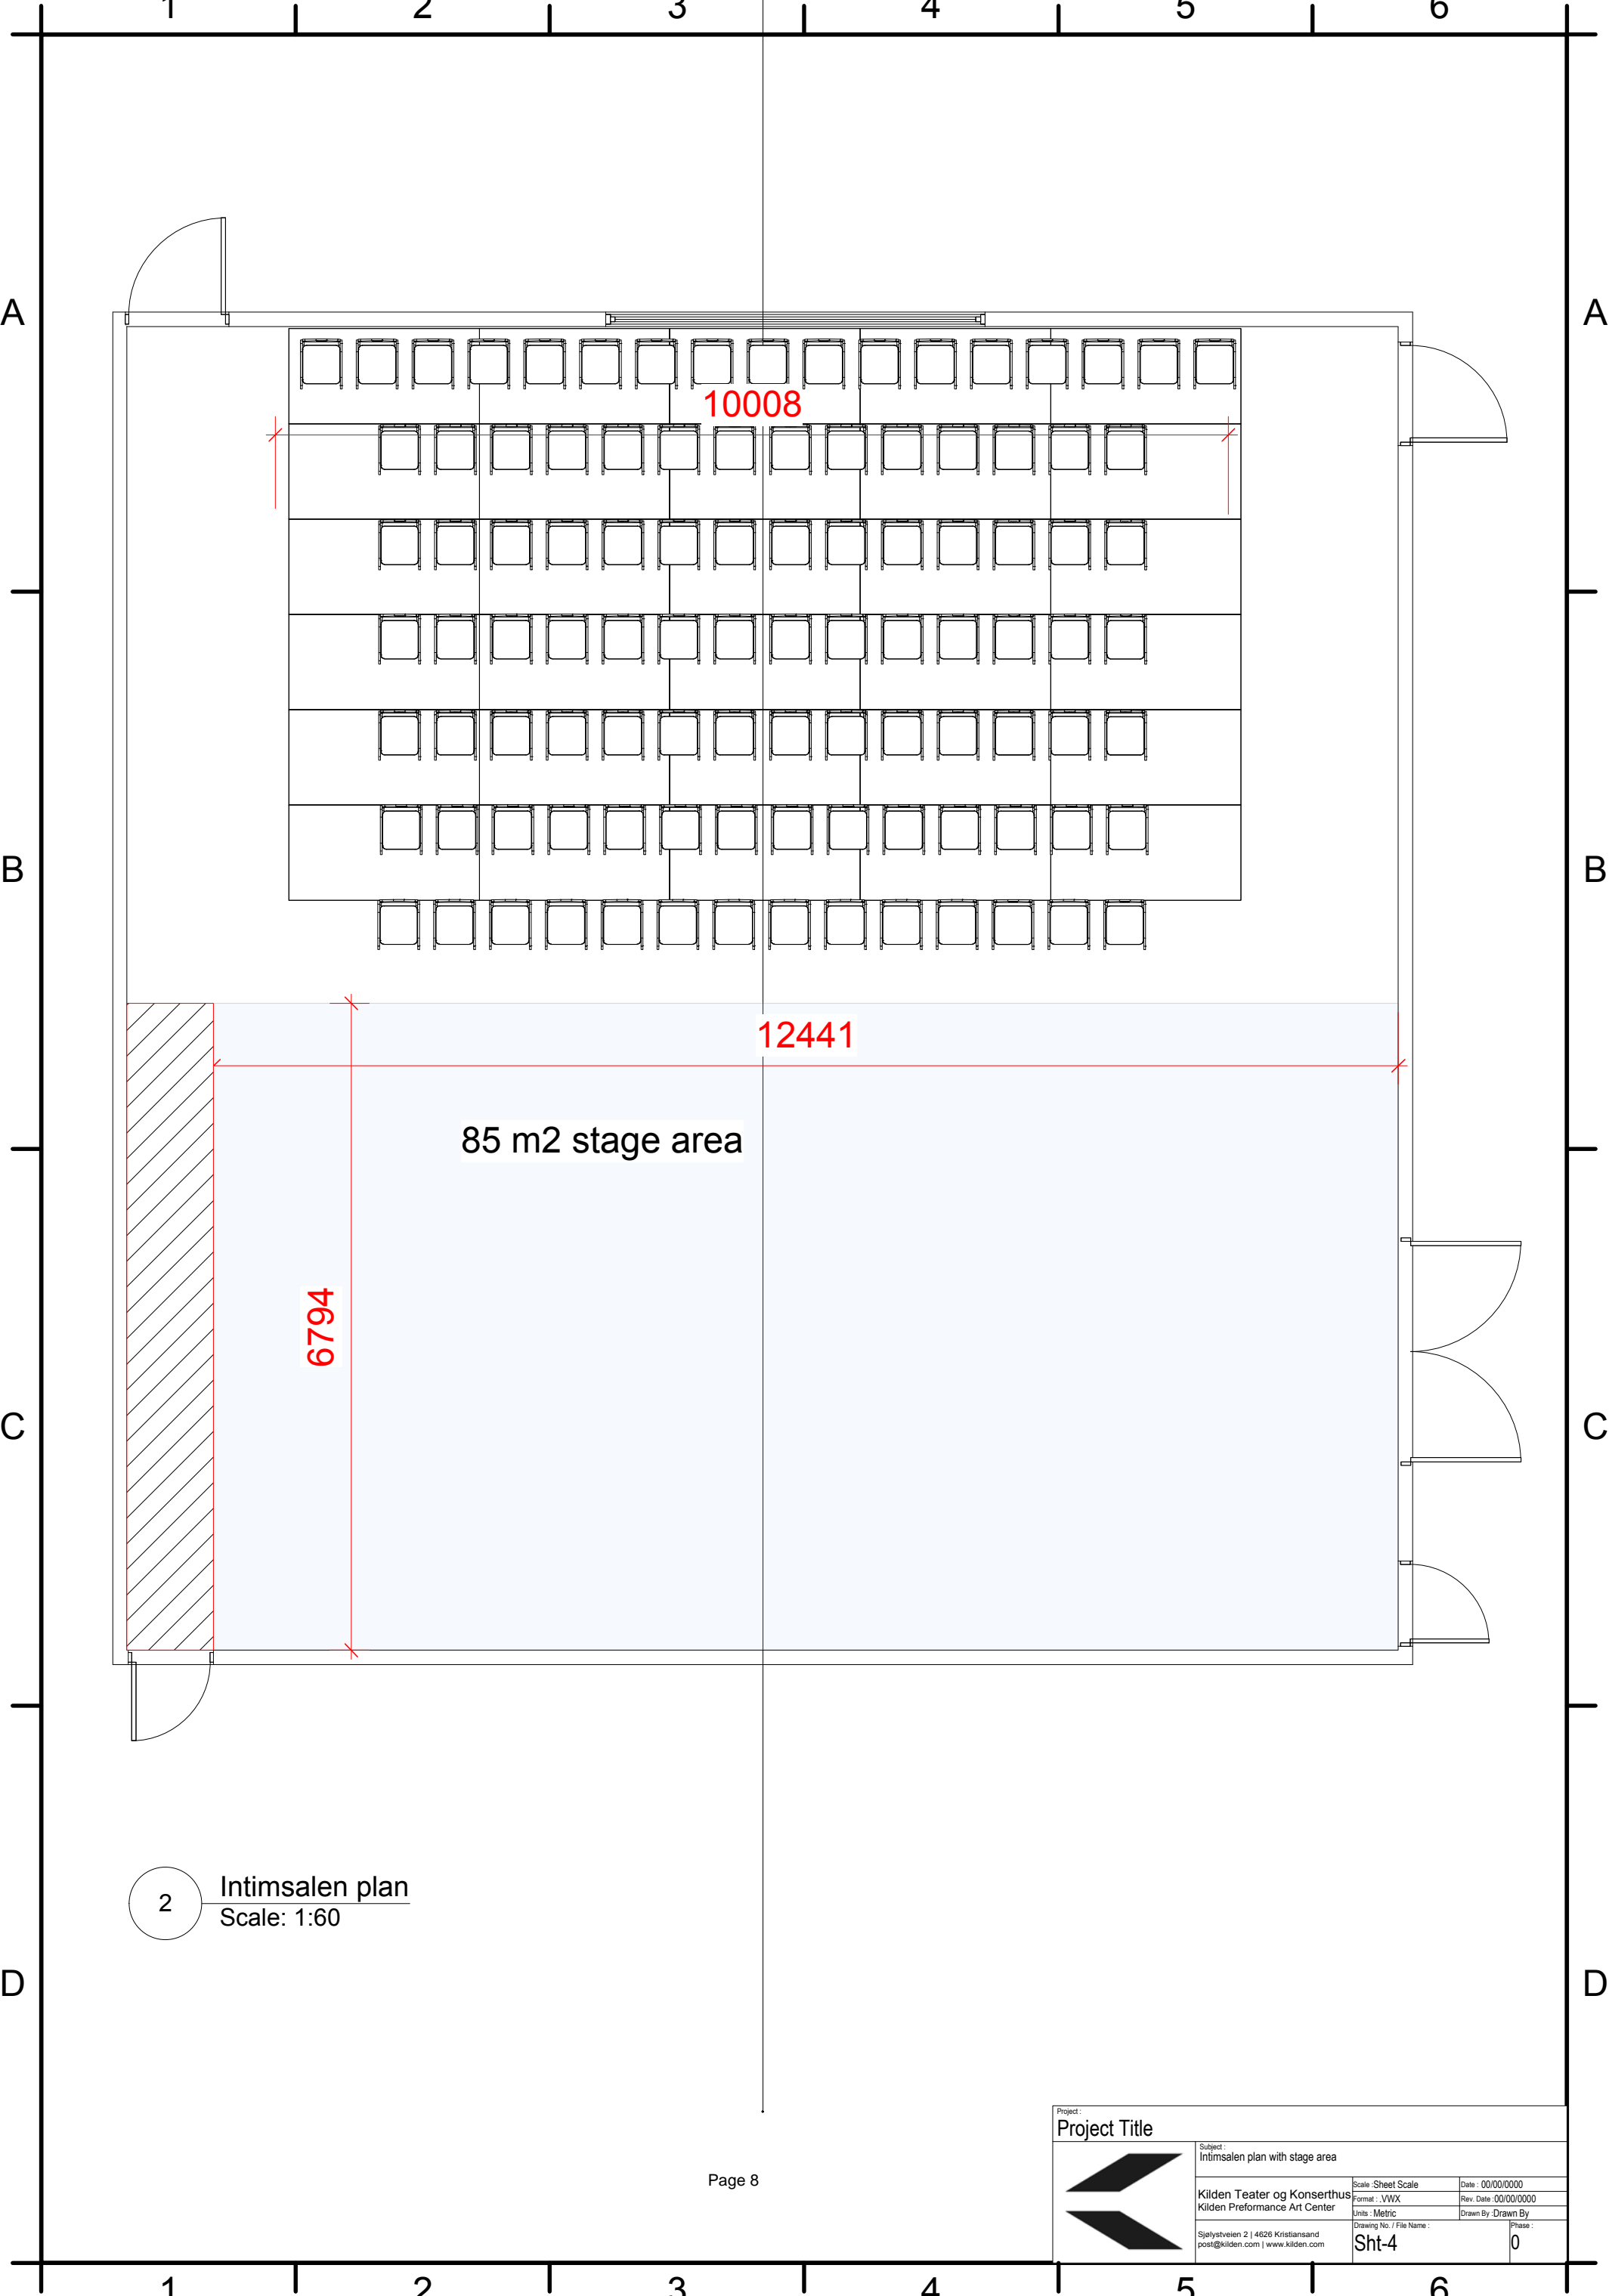 1 2 3 4 5 6
A A
10008
B B
12441
85 m2 stage area
6794
C C
2
Intimsalen plan
Scale: 1:60
D D
Project :
Project Title
Subject :
Intimsalen plan with stage area
Kilden Teater og Konserthus
Kilden Preformance Art Center
Scale :Sheet Scale
Date : 00/00/0000
Format : .VWX
Rev. Date :00/00/0000
Units : Metric
Drawn By :Drawn By
Sjølystveien 2 | 4626 Kristiansand
post@kilden.com | www.kilden.com
Drawing No. / File Name :
Sht-4
Phase :
0
Page 8
1 2 3 4 5 6